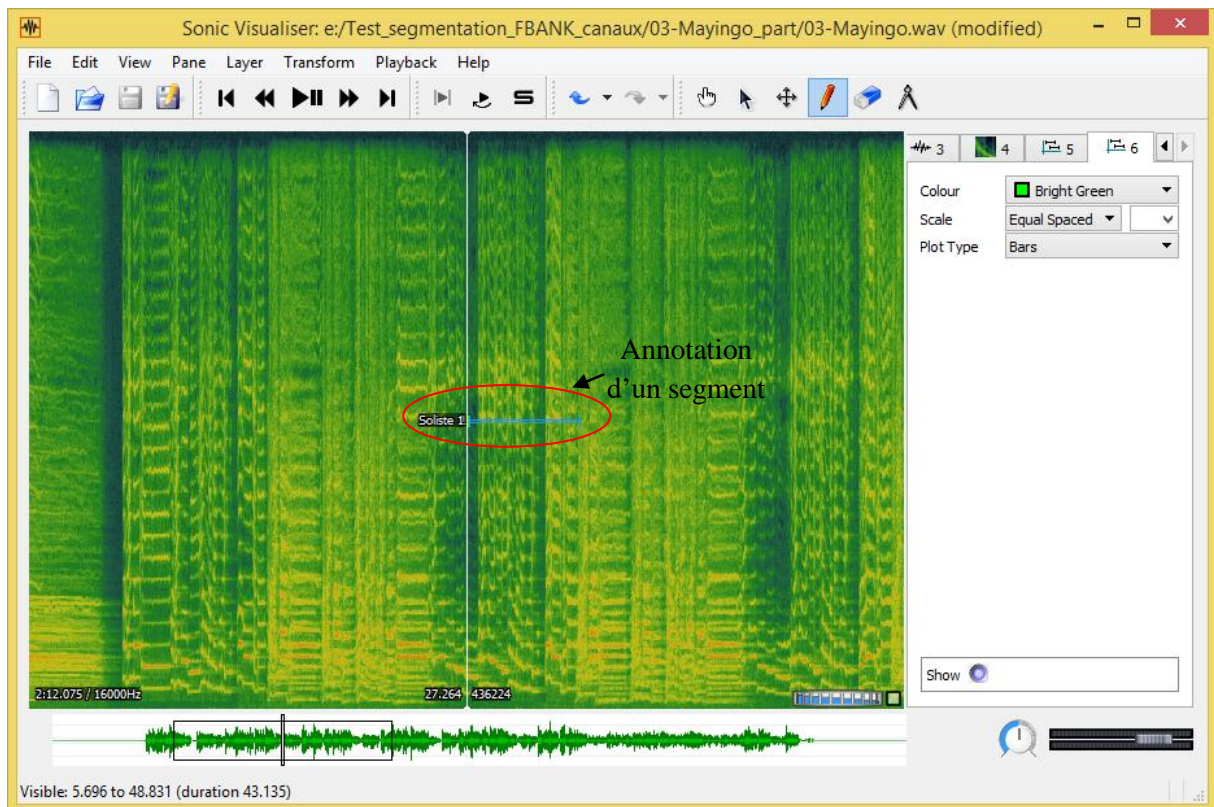 Sonic Visualiser: e:/Test_segmentation_FBANK_canaux/03-Mayingo_part/03-Mayingo.wav (modified)
File Edit View Pane Layer Transform Playback Help
3 4 5 6
Colour Bright Green
Scale Equal Spaced
Plot Type Bars
Annotation
d'un segment
Soliste 1
Show
2:12.075 / 16000Hz 27.264 436224
Visible: 5.696 to 48.831 (duration 43.135)